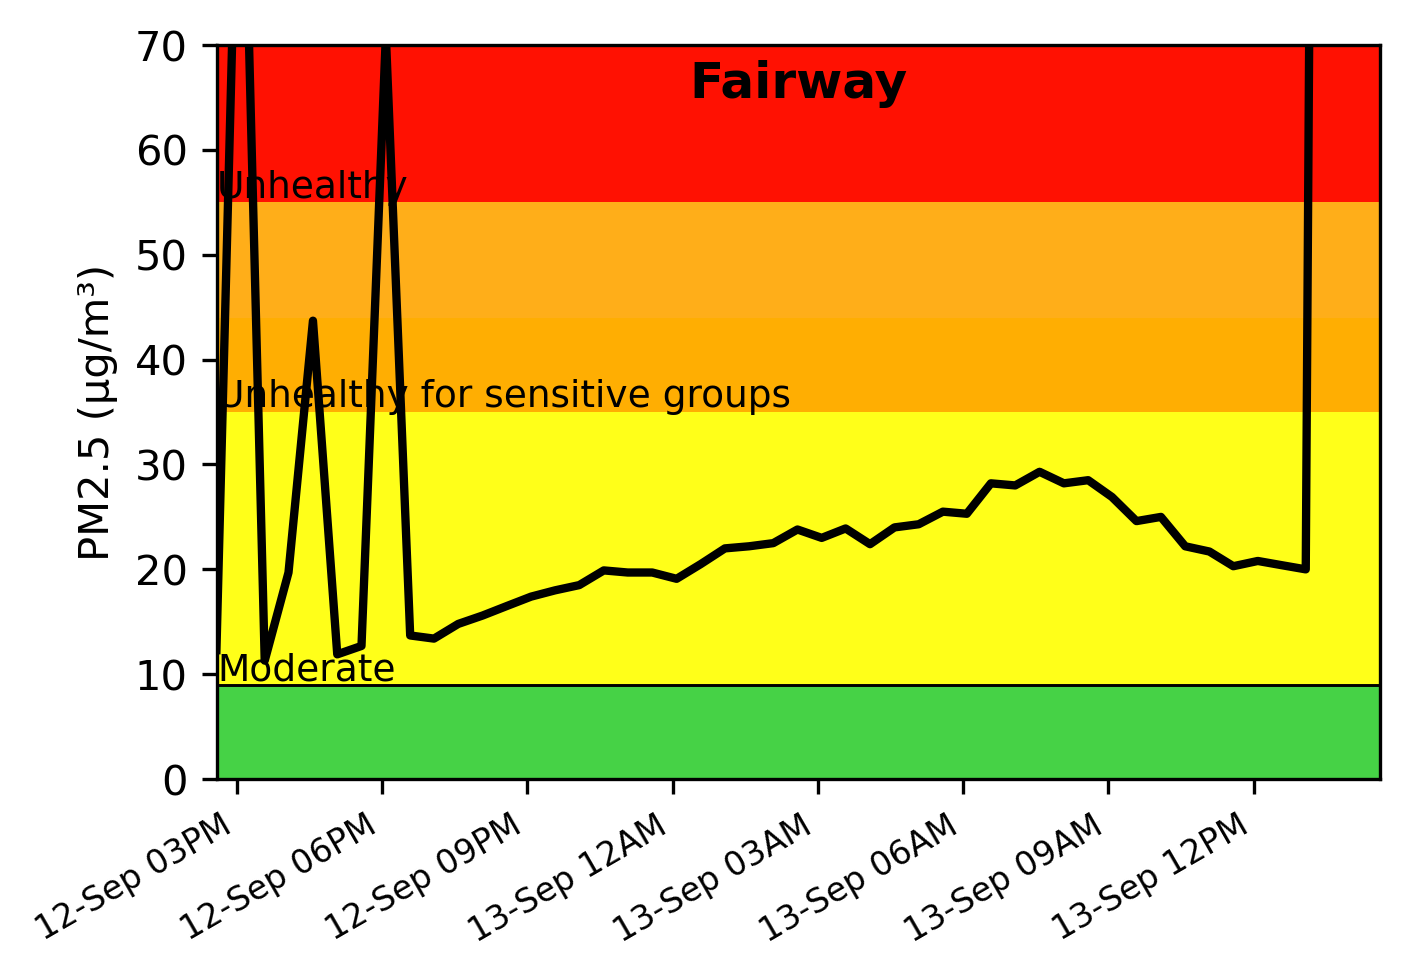 Fairway
70
60
50
40
30
20
10
0
PM2.5 (µg/m³)
Unhealthy
Unhealthy for sensitive groups
Moderate
12-Sep 03PM
12-Sep 06PM
12-Sep 09PM
13-Sep 12AM
13-Sep 03AM
13-Sep 06AM
13-Sep 09AM
13-Sep 12PM